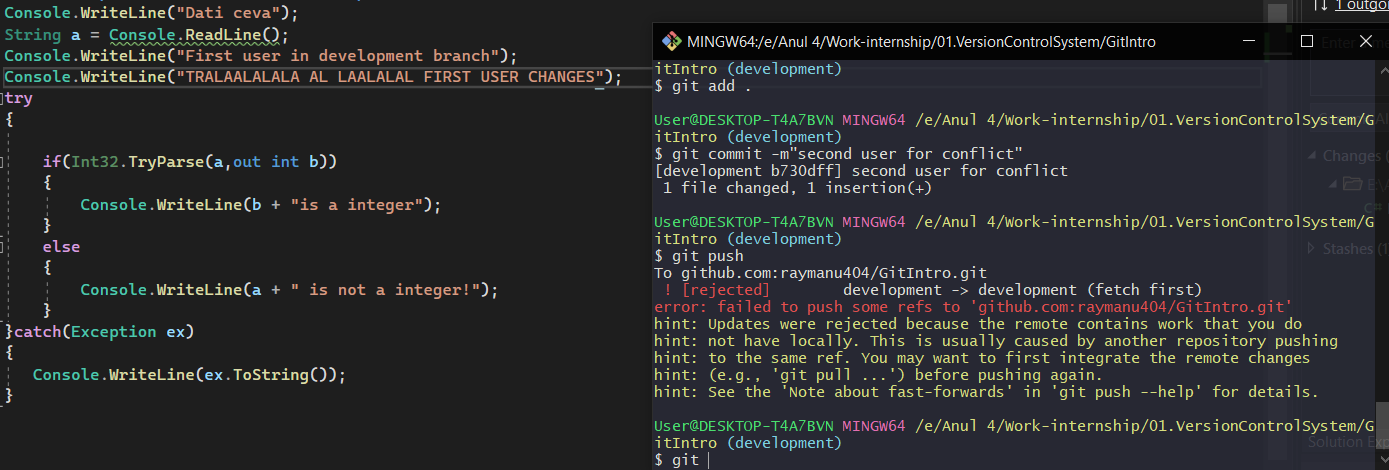 Console.WriteLine("Dati ceva");
String a = Console.ReadLine();
Console.WriteLine("First user in development branch");
Console.WriteLine("TRALAALALALA AL LAALALAL FIRST USER CHANGES");
try
{
if(Int32.TryParse(a,out int b))
{
Console.WriteLine(b + "is a integer");
}
else
{
Console.WriteLine(a + " is not a integer!");
}
}catch(Exception ex)
{
Console.WriteLine(ex.ToString());
}
1 outgo
MINGW64:/e/Anul 4/Work-internship/01.VersionControlSystem/GitIntro
itIntro (development)
$ git add .
User@DESKTOP-T4A7BVN MINGW64 /e/Anul 4/Work-internship/01.VersionControlSystem/G
itIntro (development)
$ git commit -m"second user for conflict"
[development b730dff] second user for conflict
1 file changed, 1 insertion(+)
User@DESKTOP-T4A7BVN MINGW64 /e/Anul 4/Work-internship/01.VersionControlSystem/G
itIntro (development)
$ git push
To github.com:raymanu404/GitIntro.git
! [rejected] development -> development (fetch first)
error: failed to push some refs to 'github.com:raymanu404/GitIntro.git'
hint: Updates were rejected because the remote contains work that you do
hint: not have locally. This is usually caused by another repository pushing
hint: to the same ref. You may want to first integrate the remote changes
hint: (e.g., 'git pull ...') before pushing again.
hint: See the 'Note about fast-forwards' in 'git push --help' for details.
User@DESKTOP-T4A7BVN MINGW64 /e/Anul 4/Work-internship/01.VersionControlSystem/G
itIntro (development)
$ git
Enter
Changes (
C#
Stashes (1
Solution Exp